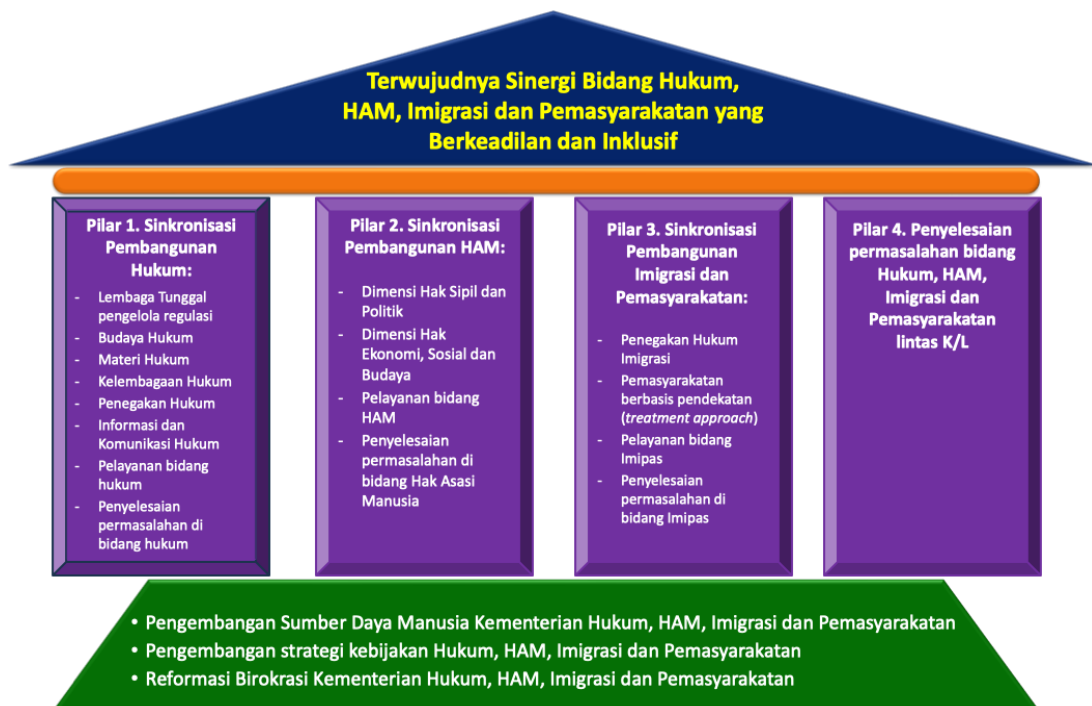 Terwujudnya Sinergi Bidang Hukum,
HAM, Imigrasi dan Pemasyarakatan yang
Berkeadilan dan Inklusif
Pilar 1. Sinkronisasi
Pembangunan
Hukum:
- Lembaga Tunggal
pengelola regulasi
- Budaya Hukum
- Materi Hukum
- Kelembagaan Hukum
- Penegakan Hukum
- Informasi dan
Komunikasi Hukum
- Pelayanan bidang
hukum
- Penyelesaian
permasalahan di
bidang hukum
Pilar 2. Sinkronisasi
Pembangunan HAM:
- Dimensi Hak Sipil dan
Politik
- Dimensi Hak
Ekonomi, Sosial dan
Budaya
- Pelayanan bidang
HAM
- Penyelesaian
permasalahan di
bidang Hak Asasi
Manusia
Pilar 3. Sinkronisasi
Pembangunan
Imigrasi dan
Pemasyarakatan:
- Penegakan Hukum
Imigrasi
- Pemasyarakatan
berbasis pendekatan
(treatment approach)
- Pelayanan bidang
Imipas
- Penyelesaian
permasalahan di
bidang Imipas
Pilar 4. Penyelesaian
permasalahan bidang
Hukum, HAM,
Imigrasi dan
Pemasyarakatan
lintas K/L
• Pengembangan Sumber Daya Manusia Kementerian Hukum, HAM, Imigrasi dan Pemasyarakatan
• Pengembangan strategi kebijakan Hukum, HAM, Imigrasi dan Pemasyarakatan
• Reformasi Birokrasi Kementerian Hukum, HAM, Imigrasi dan Pemasyarakatan